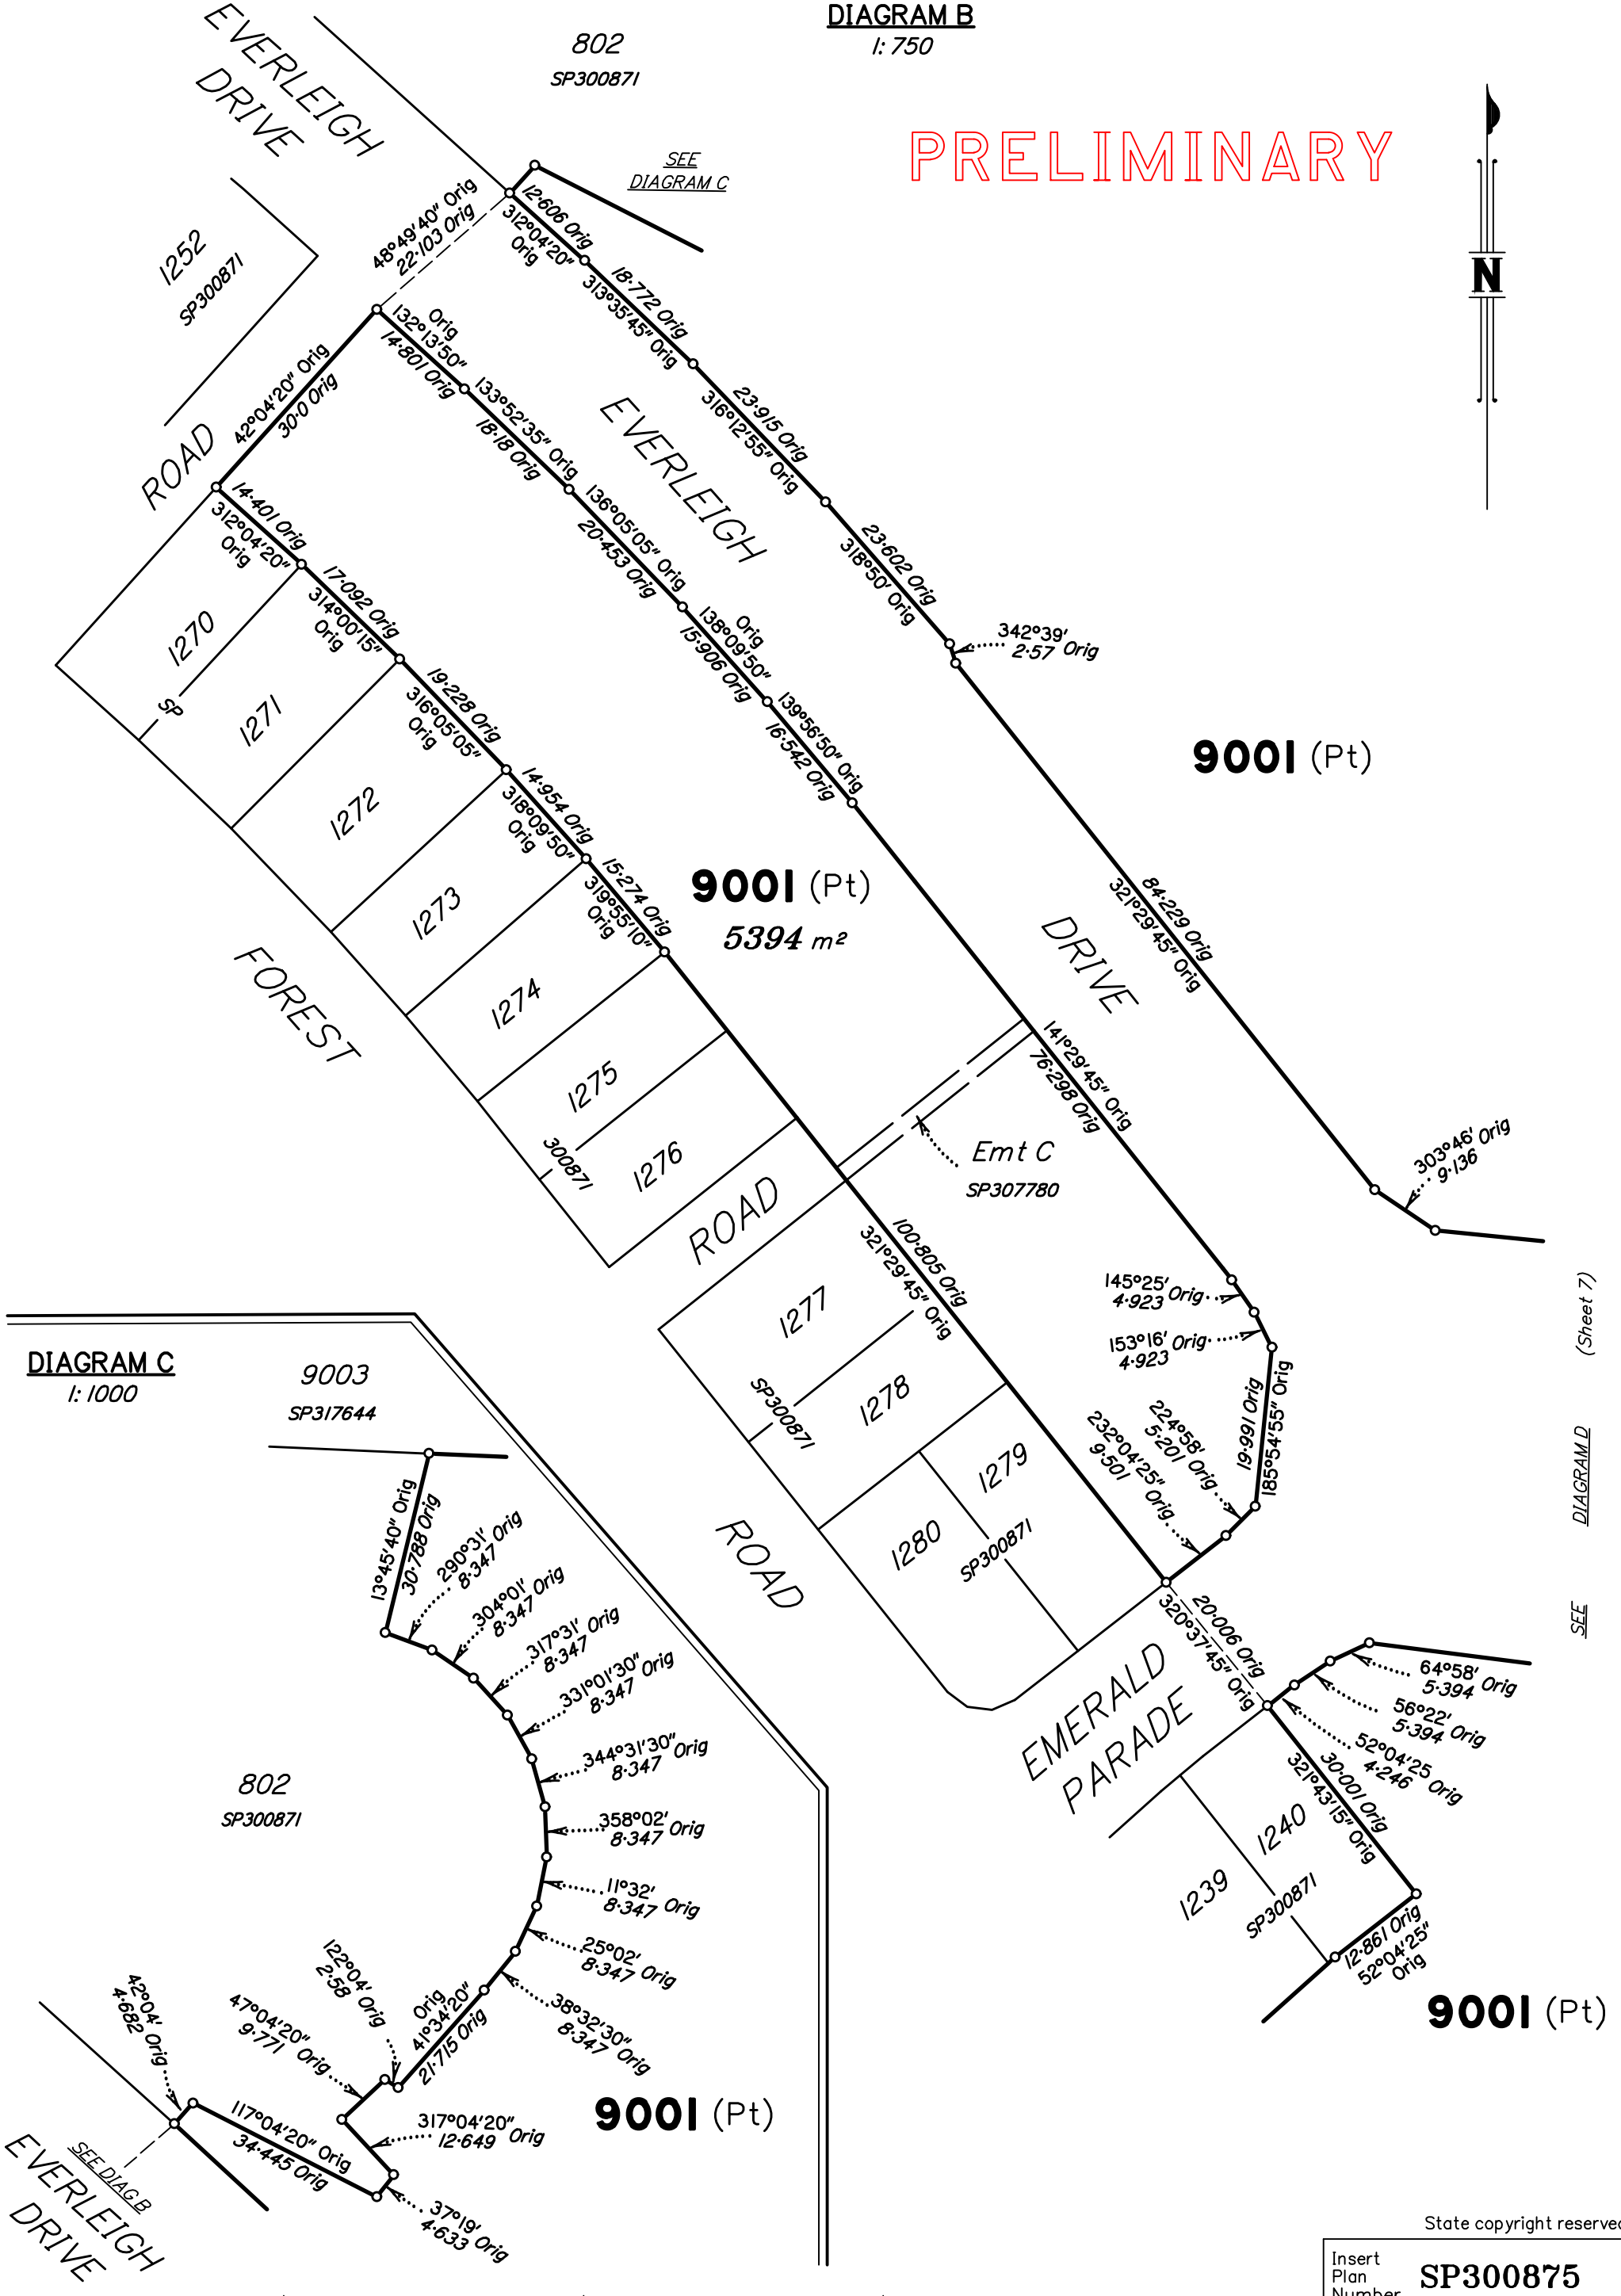 DIAGRAM B
1:750
PRELIMINARY
N
EVERLEIGH
DRIVE
802
SP300871
SEE
DIAGRAM C
1252
SP300871
48°49'40" Orig
22·103 Orig
12·606 Orig
312°04'20"
Orig
18·772 Orig
313°35'45" Orig
23·915 Orig
316°12'55" Orig
23·602 Orig
318°50' Orig
342°39'
2·57 Orig
84·229 Orig
321°29'45" Orig
303°46' Orig
9·136
42°04'20" Orig
30·0 Orig
ROAD
Orig
132°13'50"
14·801 Orig
133°52'35" Orig
18·18 Orig
136°05'05" Orig
20·453 Orig
Orig
138°09'50"
15·906 Orig
139°56'50" Orig
16·542 Orig
141°29'45" Orig
76·298 Orig
EVERLEIGH
DRIVE
14·401 Orig
312°04'20"
Orig
17·092 Orig
314°00'15"
Orig
19·228 Orig
316°05'05"
Orig
14·954 Orig
318°09'50"
Orig
15·274 Orig
319°55'10"
Orig
100·805 Orig
321°29'45" Orig
1270
SP
1271
1272
1273
1274
1275
300871
1276
FOREST
ROAD
9001 (Pt)
5394 m²
9001 (Pt)
Emt C
SP307780
ROAD
1277
SP300871
1278
1279
1280
SP300871
145°25' Orig
4·923
153°16' Orig
4·923
19·991 Orig
185°54'55" Orig
224°58'
5·201 Orig
232°04'25"
9·501 Orig
20·006 Orig
320°37'45" Orig
EMERALD
PARADE
64°58' Orig
5·394
56°22' Orig
5·394
52°04'25 Orig
4·246
30·001 Orig
321°43'15" Orig
1240
1239
SP300871
12·861 Orig
52°04'25"
Orig
9001 (Pt)
SEE DIAGRAM D (Sheet 7)
DIAGRAM C
1:1000
9003
SP317644
13°45'40" Orig
30·788 Orig
290°31' Orig
8·347
304°01' Orig
8·347
317°31' Orig
8·347
331°01'30" Orig
8·347
344°31'30" Orig
8·347
358°02' Orig
8·347
11°32' Orig
8·347
25°02' Orig
8·347
38°32'30" Orig
8·347
Orig
41°34'20"
21·715 Orig
122°04' Orig
2·58
47°04'20" Orig
9·771
42°04' Orig
4·682
317°04'20" Orig
12·649
117°04'20" Orig
34·445 Orig
37°19' Orig
4·633
802
SP300871
9001 (Pt)
SEE DIAG B
EVERLEIGH
DRIVE
State copyright reserved
Insert
Plan
Number
SP300875